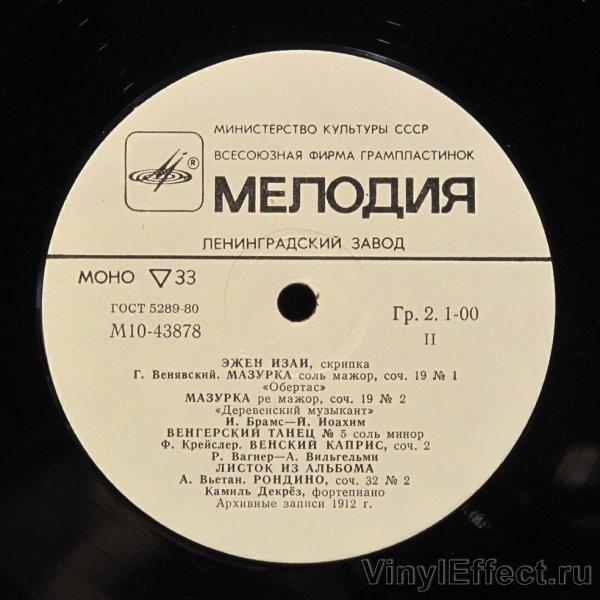 МИНИСТЕРСТВО КУЛЬТУРЫ СССР
ВСЕСОЮЗНАЯ ФИРМА ГРАМПЛАСТИНОК
®
МЕЛОДИЯ
ЛЕНИНГРАДСКИЙ ЗАВОД
МОНО ▽ 33
ГОСТ 5289-80
М10-43878
Гр. 2. 1-00
II
ЭЖЕН ИЗАИ, скрипка
Г. Венявский. МАЗУРКА соль мажор, соч. 19 № 1
«Обертас»
МАЗУРКА ре мажор, соч. 19 № 2
«Деревенский музыкант»
И. Брамс—Й. Иоахим
ВЕНГЕРСКИЙ ТАНЕЦ № 5 соль минор
Ф. Крейслер. ВЕНСКИЙ КАПРИС, соч. 2
Р. Вагнер—А. Вильгельми
ЛИСТОК ИЗ АЛЬБОМА
А. Вьетан. РОНДИНО, соч. 32 № 2
Камиль Декрёз, фортепиано
Архивные записи 1912 г.
VinylEffect.ru